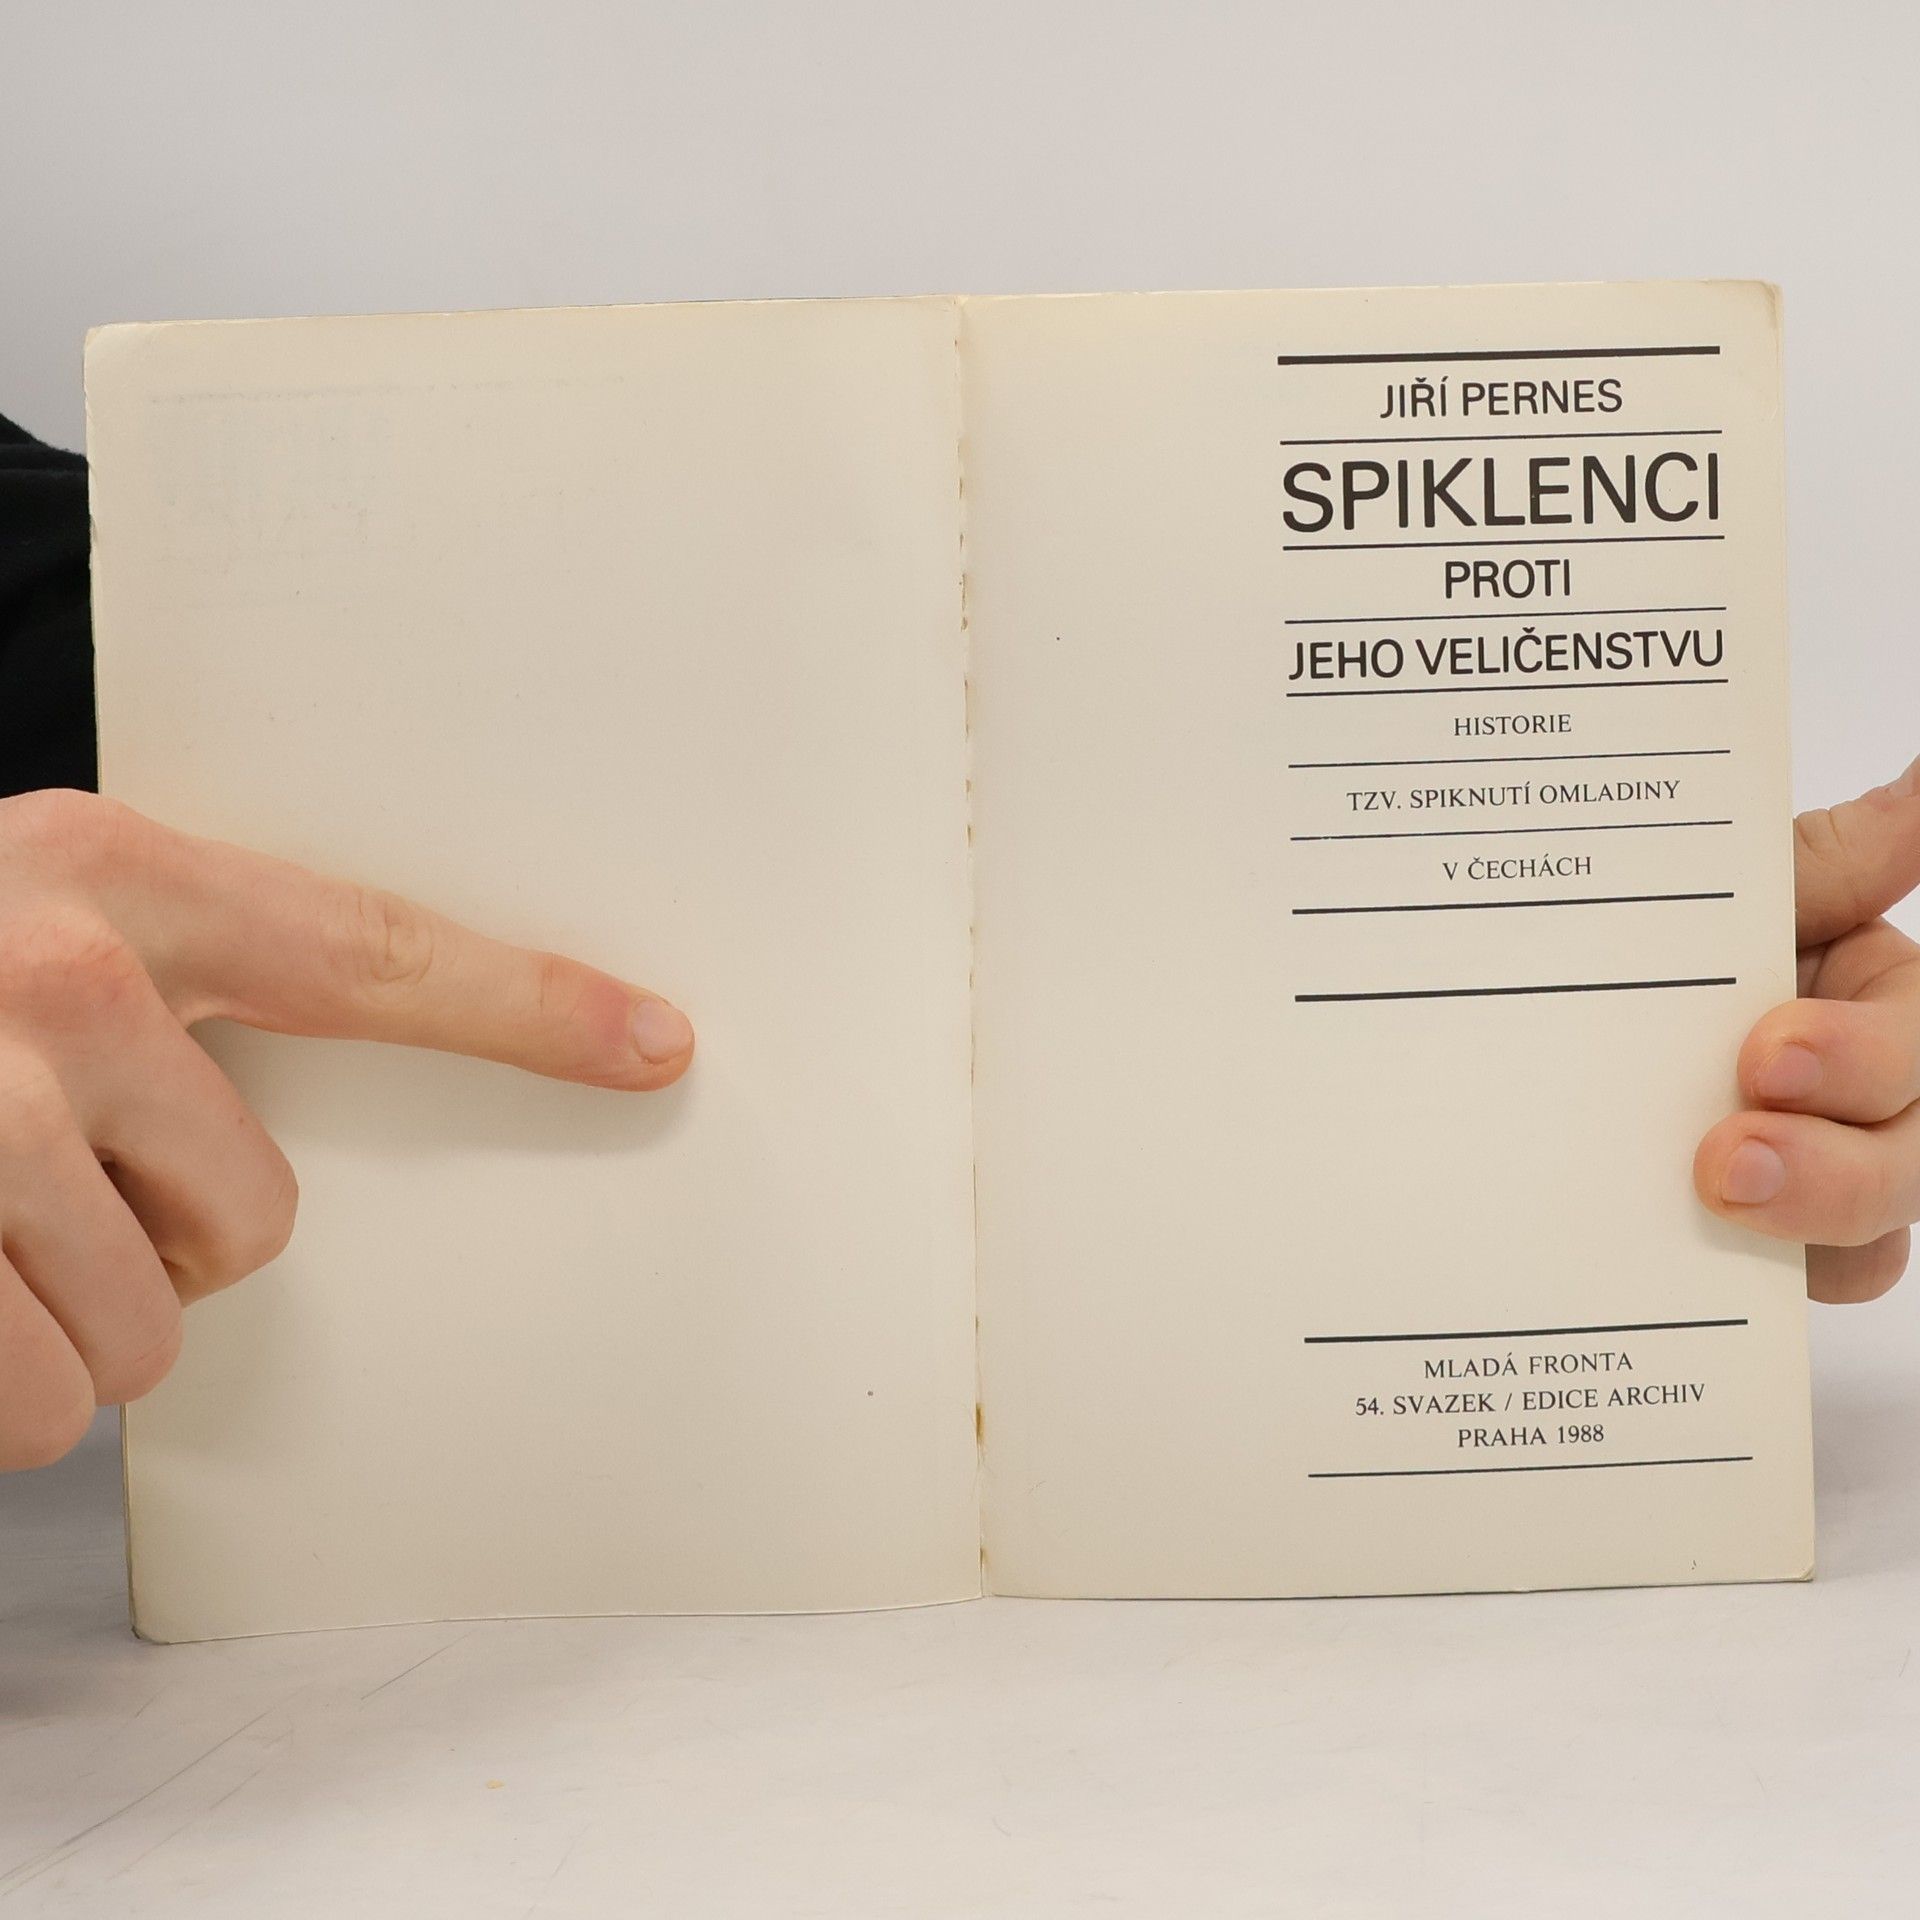 JIŘÍ PERNES
SPIKLENCI
PROTI
JEHO VELIČENSTVU
HISTORIE
TZV. SPIKNUTÍ OMLADINY
V ČECHÁCH
MLADÁ FRONTA
54. SVAZEK / EDICE ARCHIV
PRAHA 1988